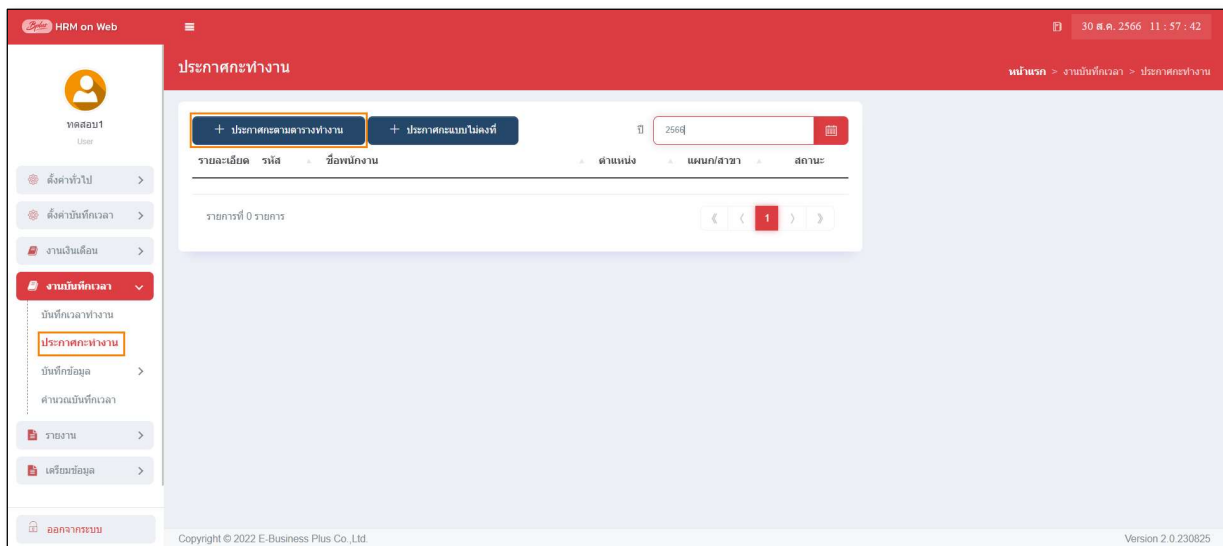 Bplus HRM on Web
30 ส.ค. 2566 11 : 57 : 42
ประกาศกะทำงาน
หน้าแรก > งานบันทึกเวลา > ประกาศกะทำงาน
ทดสอบ1
User
+ ประกาศกะตามตารางทำงาน
+ ประกาศกะแบบไม่คงที่
ปี 2566
รายละเอียด รหัส ชื่อพนักงาน ตำแหน่ง แผนก/สาขา สถานะ
รายการที่ 0 รายการ
《 〈 1 〉 》
ตั้งค่าทั่วไป
ตั้งค่าบันทึกเวลา
งานเงินเดือน
งานบันทึกเวลา
บันทึกเวลาทำงาน
ประกาศกะทำงาน
บันทึกข้อมูล
คำนวณบันทึกเวลา
รายงาน
เตรียมข้อมูล
ออกจากระบบ
Copyright © 2022 E-Business Plus Co.,Ltd.
Version 2.0.230825